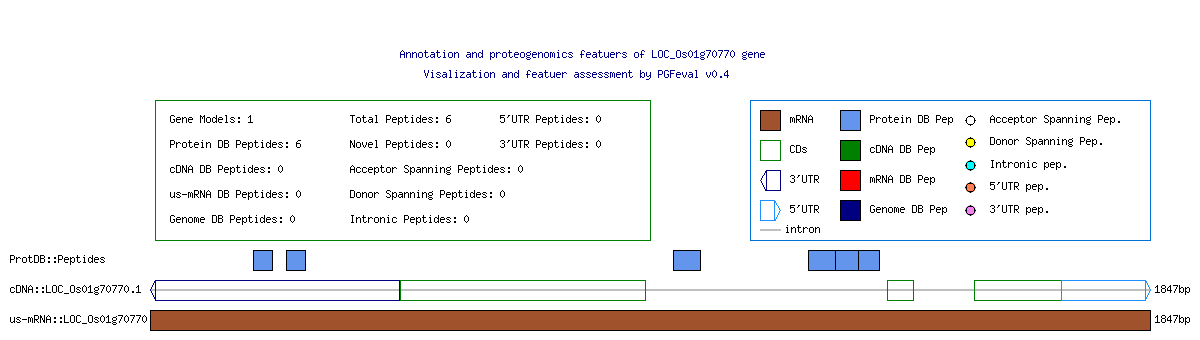 Annotation and proteogenomics featuers of LOC_Os01g70770 gene
Visalization and featuer assessment by PGFeval v0.4
Gene Models: 1 Total Peptides: 6 5'UTR Peptides: 0
Protein DB Peptides: 6 Novel Peptides: 0 3'UTR Peptides: 0
cDNA DB Peptides: 0 Acceptor Spanning Peptides: 0
us-mRNA DB Peptides: 0 Donor Spanning Peptides: 0
Genome DB Peptides: 0 Intronic Peptides: 0
mRNA Protein DB Pep Acceptor Spanning Pep.
CDs cDNA DB Pep Donor Spanning Pep.
3'UTR mRNA DB Pep Intronic pep.
5'UTR Genome DB Pep 5'UTR pep.
intron 3'UTR pep.
ProtDB::Peptides
cDNA::LOC_Os01g70770.1 1847bp
us-mRNA::LOC_Os01g70770 1847bp